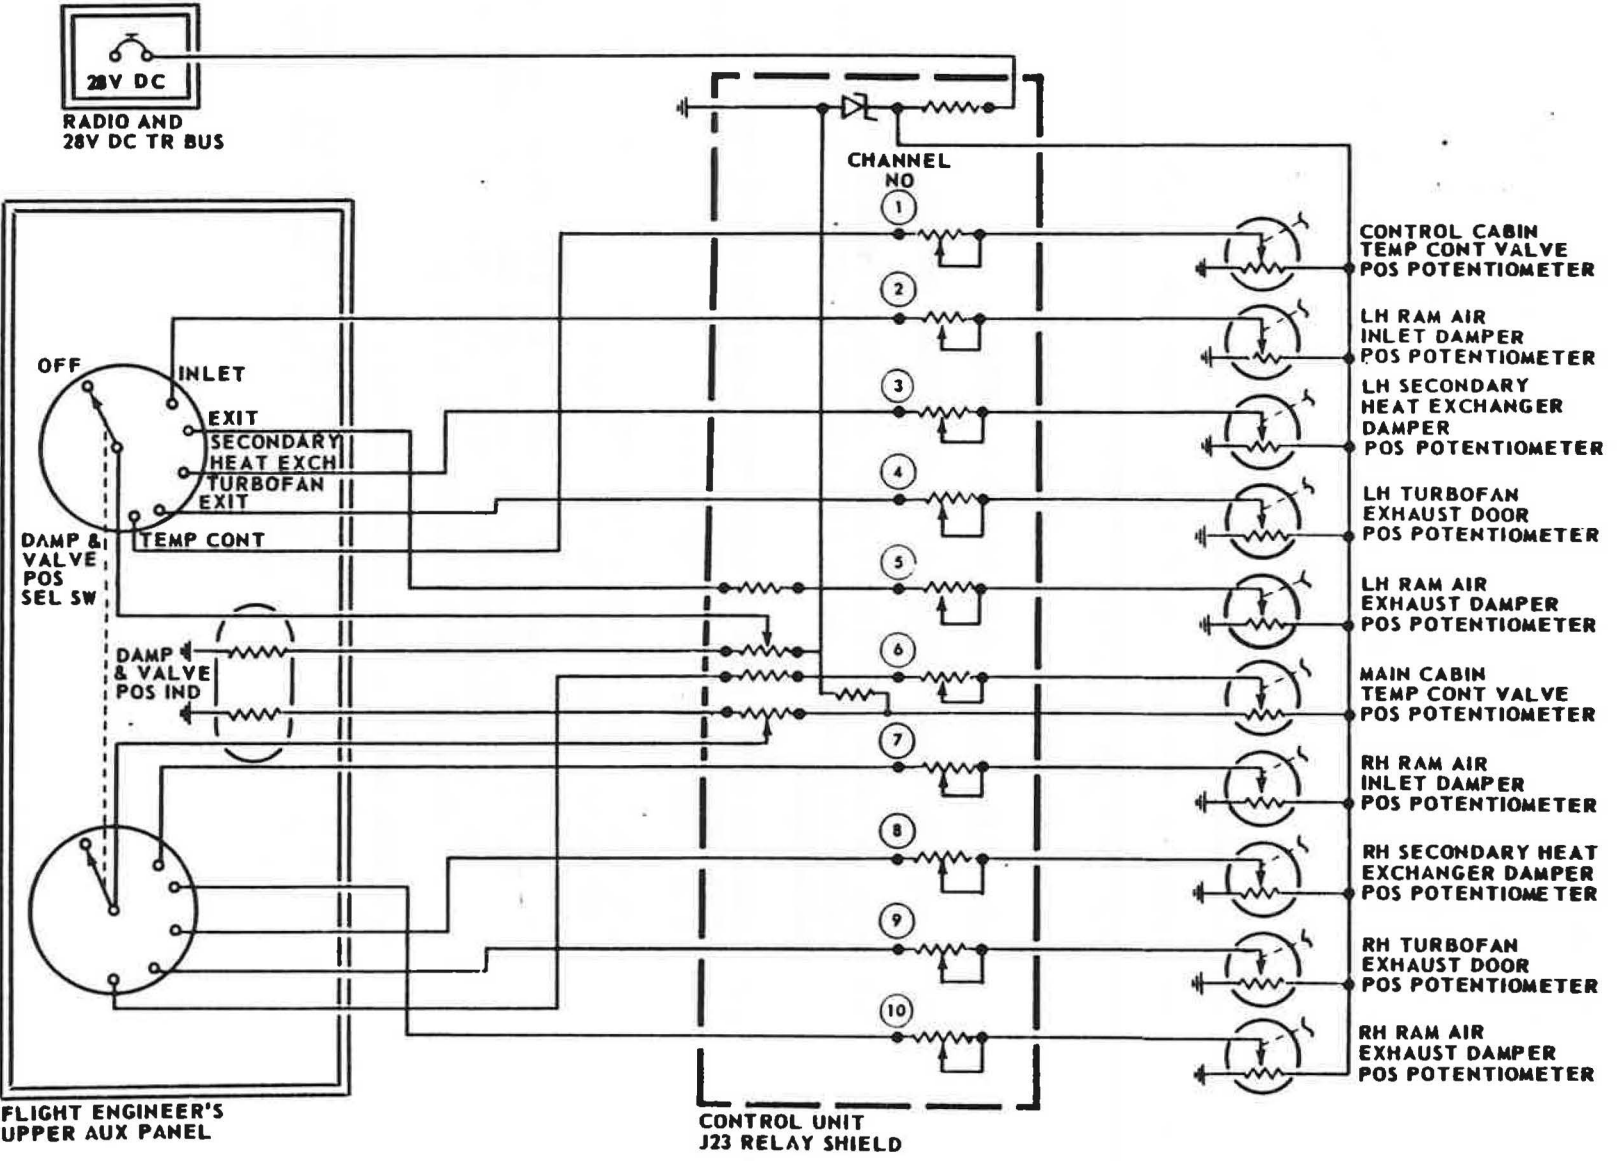 28V DC
RADIO AND
28V DC TR BUS
CHANNEL
NO
1
2
3
4
5
6
7
8
9
10
OFF
INLET
EXIT
SECONDARY
HEAT EXCH
TURBOFAN
EXIT
TEMP CONT
DAMP &
VALVE
POS
SEL SW
DAMP
& VALVE
POS IND
FLIGHT ENGINEER'S
UPPER AUX PANEL
CONTROL UNIT
J23 RELAY SHIELD
CONTROL CABIN
TEMP CONT VALVE
POS POTENTIOMETER
LH RAM AIR
INLET DAMPER
POS POTENTIOMETER
LH SECONDARY
HEAT EXCHANGER
DAMPER
POS POTENTIOMETER
LH TURBOFAN
EXHAUST DOOR
POS POTENTIOMETER
LH RAM AIR
EXHAUST DAMPER
POS POTENTIOMETER
MAIN CABIN
TEMP CONT VALVE
POS POTENTIOMETER
RH RAM AIR
INLET DAMPER
POS POTENTIOMETER
RH SECONDARY HEAT
EXCHANGER DAMPER
POS POTENTIOMETER
RH TURBOFAN
EXHAUST DOOR
POS POTENTIOMETER
RH RAM AIR
EXHAUST DAMPER
POS POTENTIOMETER